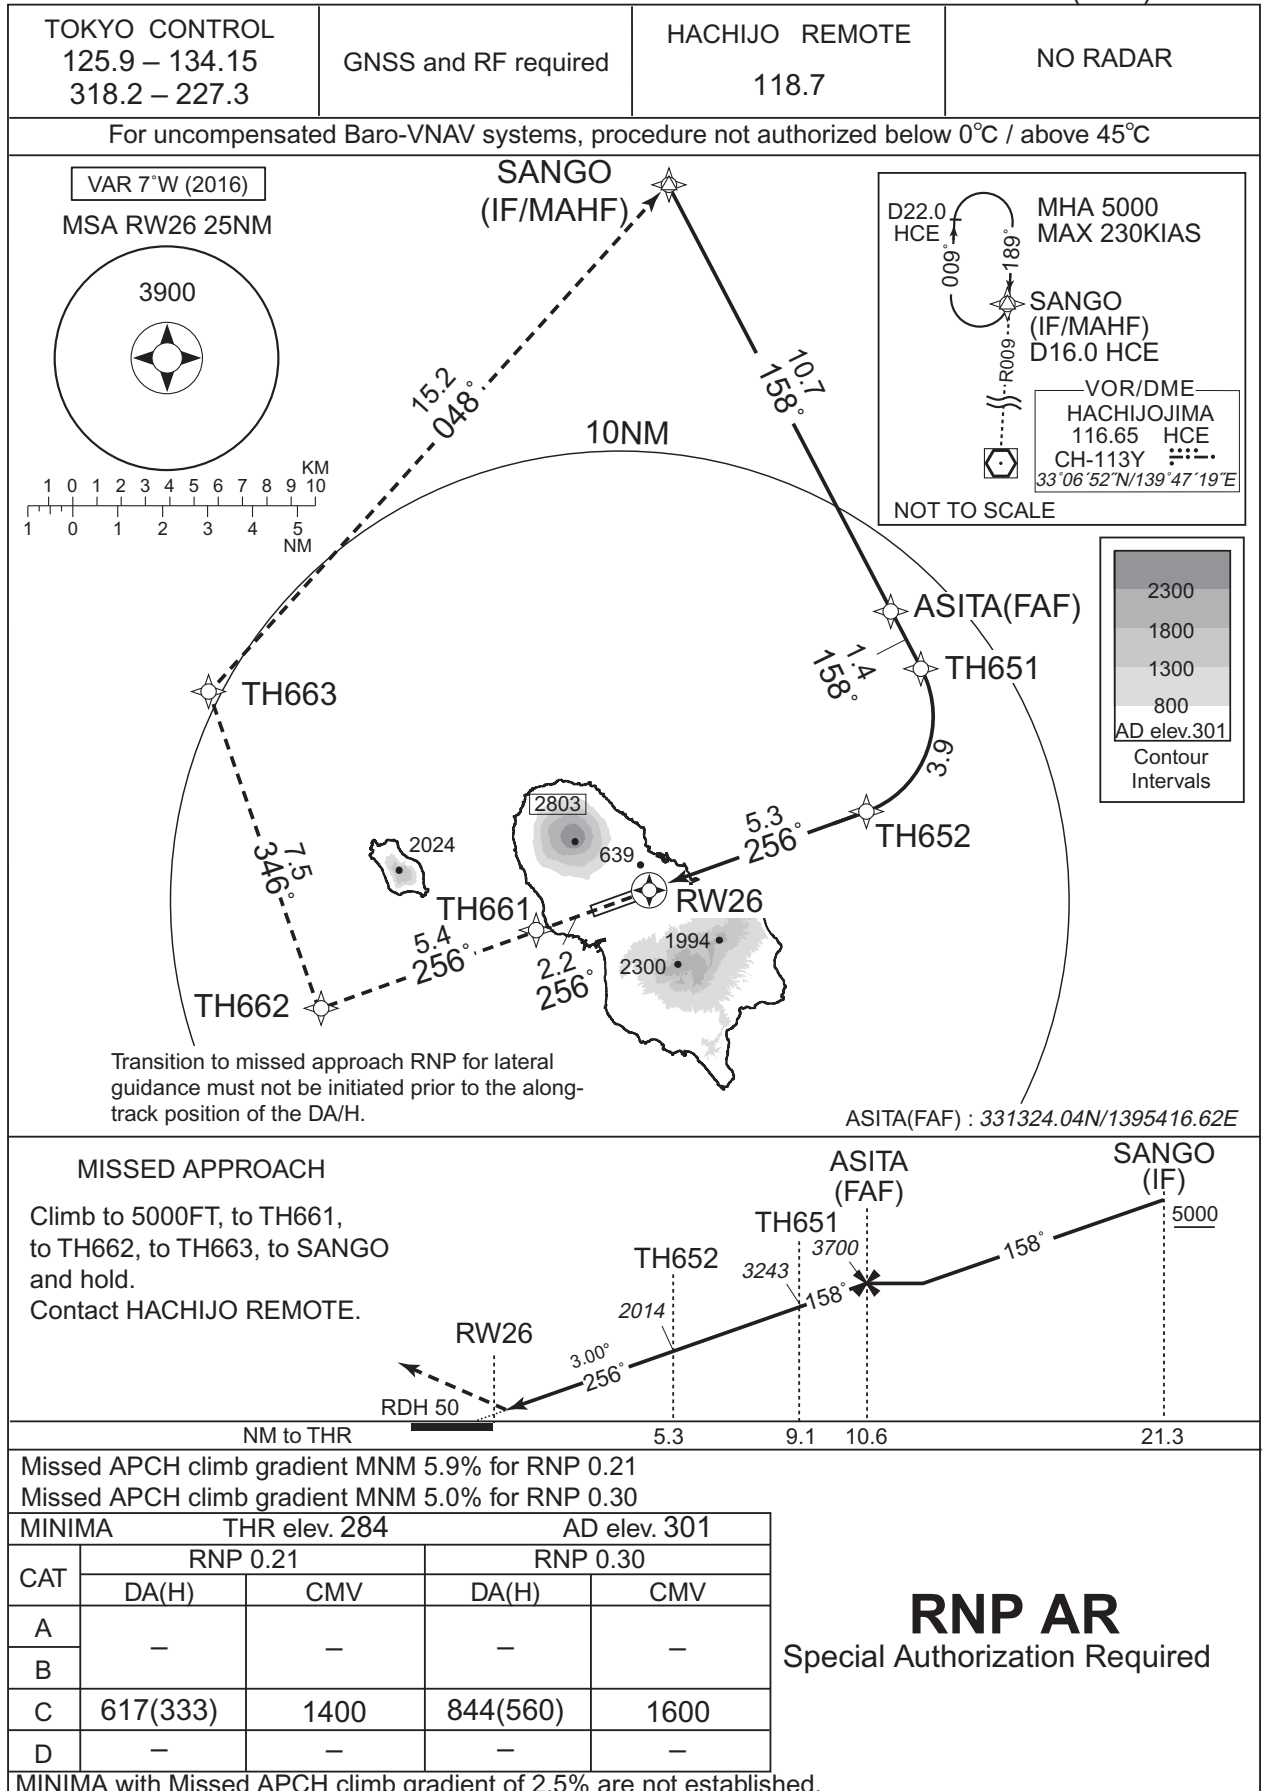 TOKYO CONTROL
125.9 – 134.15
318.2 – 227.3
GNSS and RF required
HACHIJO REMOTE
118.7
NO RADAR
For uncompensated Baro-VNAV systems, procedure not authorized below 0°C / above 45°C
VAR 7°W (2016)
MSA RW26 25NM
3900
KM
1 0 1 2 3 4 5 6 7 8 9 10
1 0 1 2 3 4 5
NM
SANGO
(IF/MAHF)
15.2
048°
10.7
158°
10NM
D22.0
HCE
009°
189°
MHA 5000
MAX 230KIAS
SANGO
(IF/MAHF)
D16.0 HCE
R009
VOR/DME
HACHIJOJIMA
116.65 HCE
CH-113Y
33°06´52˝N/139°47´19˝E
NOT TO SCALE
2300
1800
1300
800
AD elev.301
Contour
Intervals
ASITA(FAF)
1.4
158°
TH651
3.9
TH663
7.5
346°
2803
2024
639
5.3
256°
TH652
RW26
TH661
5.4
256°
2.2
256°
1994
2300
TH662
Transition to missed approach RNP for lateral
guidance must not be initiated prior to the along-
track position of the DA/H.
ASITA(FAF) : 331324.04N/1395416.62E
MISSED APPROACH
Climb to 5000FT, to TH661,
to TH662, to TH663, to SANGO
and hold.
Contact HACHIJO REMOTE.
SANGO
(IF)
5000
ASITA
(FAF)
158°
TH651
3700
3243
158°
TH652
2014
RW26
3.00°
256°
RDH 50
NM to THR
5.3
9.1
10.6
21.3
Missed APCH climb gradient MNM 5.9% for RNP 0.21
Missed APCH climb gradient MNM 5.0% for RNP 0.30
MINIMA THR elev. 284 AD elev. 301
CAT
RNP 0.21 RNP 0.30
DA(H) CMV DA(H) CMV
A
– – – –
B
C 617(333) 1400 844(560) 1600
D – – – –
MINIMA with Missed APCH climb gradient of 2.5% are not established.
RNP AR
Special Authorization Required